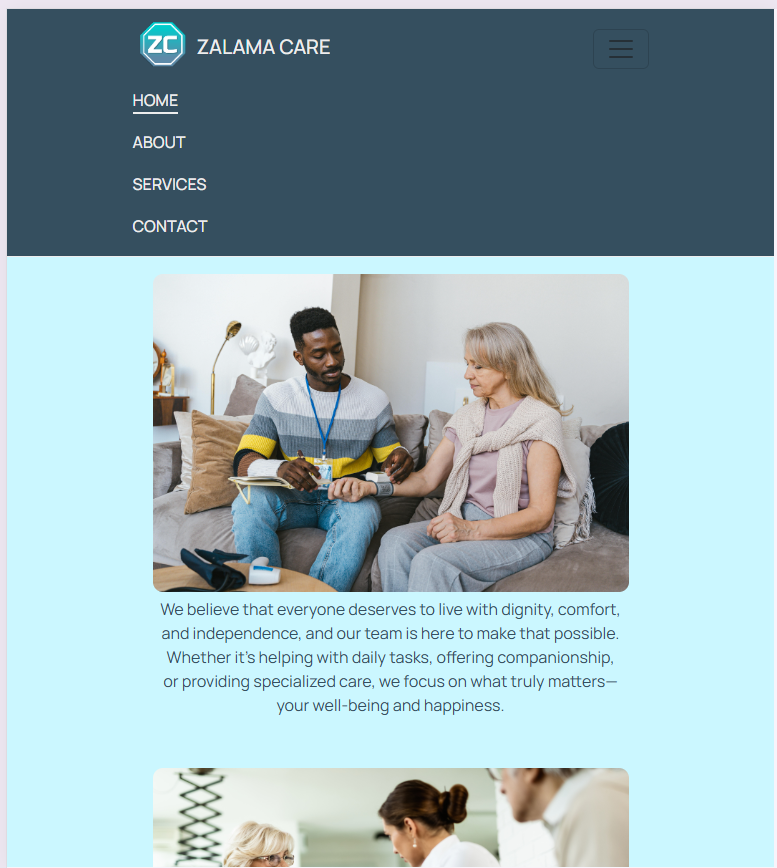 ZC
ZALAMA CARE
HOME
ABOUT
SERVICES
CONTACT
We believe that everyone deserves to live with dignity, comfort,
and independence, and our team is here to make that possible.
Whether it's helping with daily tasks, offering companionship,
or providing specialized care, we focus on what truly matters—
your well-being and happiness.